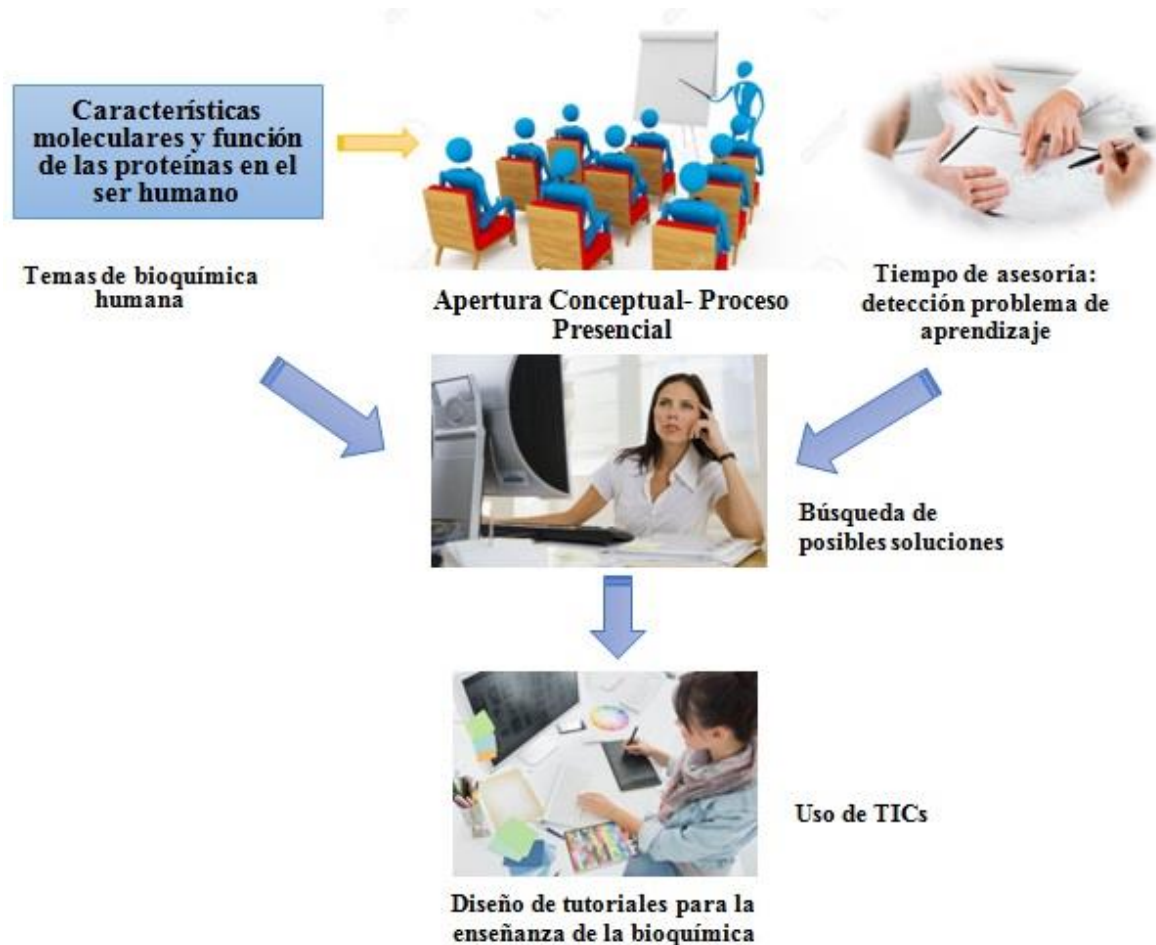 Características
moleculares y función
de las proteínas en el
ser humano
Temas de bioquímica
humana
Apertura Conceptual- Proceso
Presencial
Tiempo de asesoría:
detección problema de
aprendizaje
Búsqueda de
posibles soluciones
Uso de TICs
Diseño de tutoriales para la
enseñanza de la bioquímica